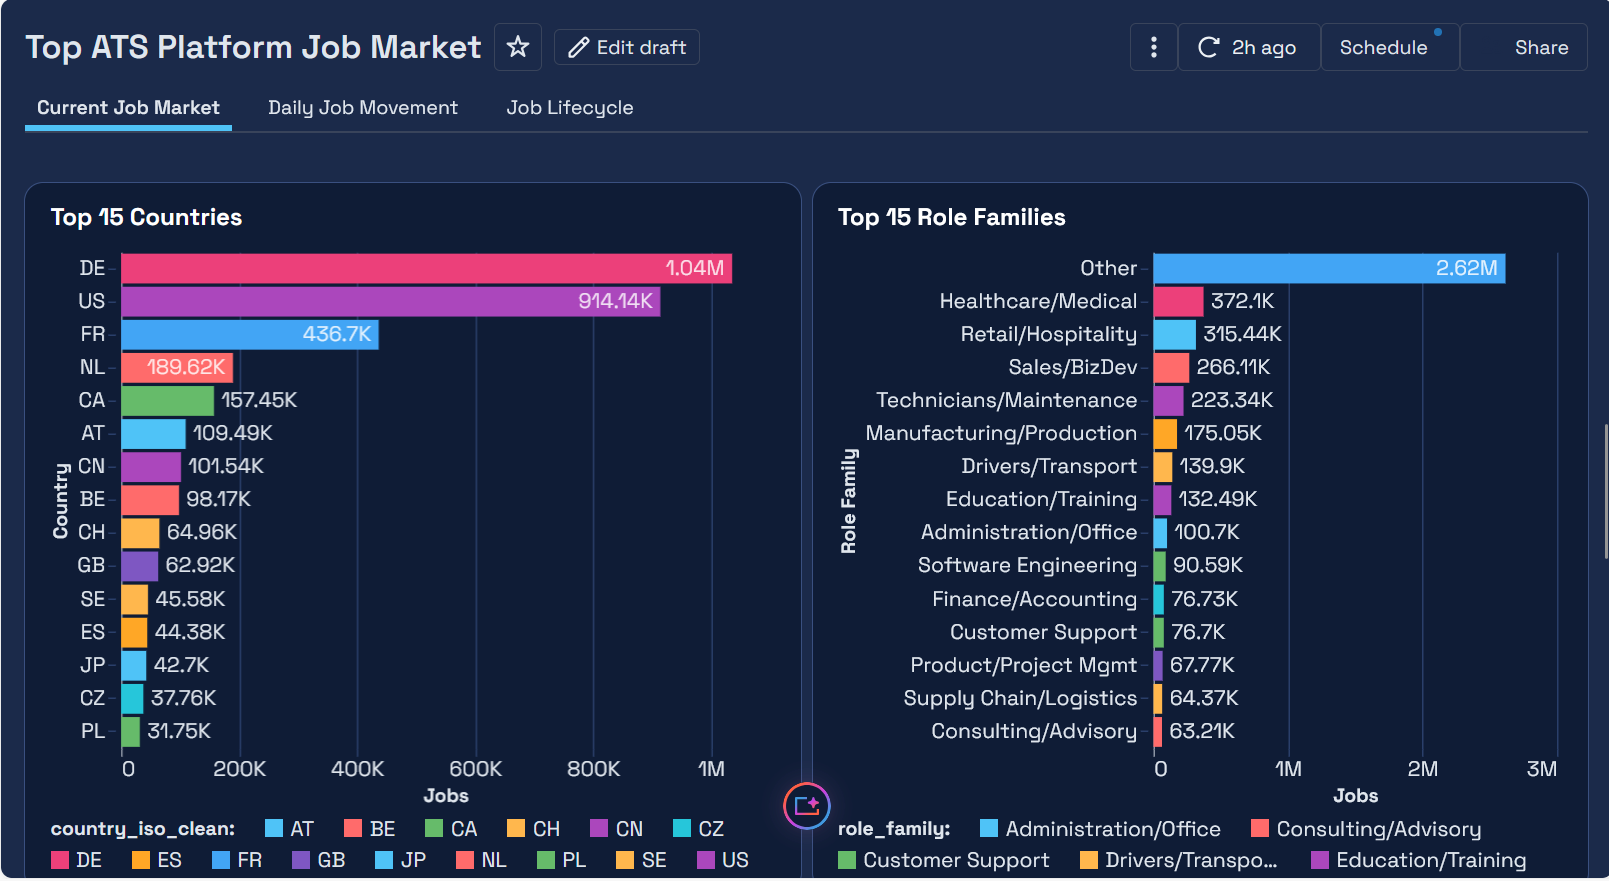 Top ATS Platform Job Market
Edit draft
2h ago
Schedule
Share
Current Job Market
Daily Job Movement
Job Lifecycle
Top 15 Countries
DE 1.04M
US 914.14K
FR 436.7K
NL 189.62K
CA 157.45K
AT 109.49K
CN 101.54K
BE 98.17K
CH 64.96K
GB 62.92K
SE 45.58K
ES 44.38K
JP 42.7K
CZ 37.76K
PL 31.75K
Country
0 200K 400K 600K 800K 1M
Jobs
country_iso_clean: AT BE CA CH CN CZ
DE ES FR GB JP NL PL SE US
Top 15 Role Families
Other 2.62M
Healthcare/Medical 372.1K
Retail/Hospitality 315.44K
Sales/BizDev 266.11K
Technicians/Maintenance 223.34K
Manufacturing/Production 175.05K
Drivers/Transport 139.9K
Education/Training 132.49K
Administration/Office 100.7K
Software Engineering 90.59K
Finance/Accounting 76.73K
Customer Support 76.7K
Product/Project Mgmt 67.77K
Supply Chain/Logistics 64.37K
Consulting/Advisory 63.21K
Role Family
0 1M 2M 3M
Jobs
role_family: Administration/Office Consulting/Advisory
Customer Support Drivers/Transpo... Education/Training